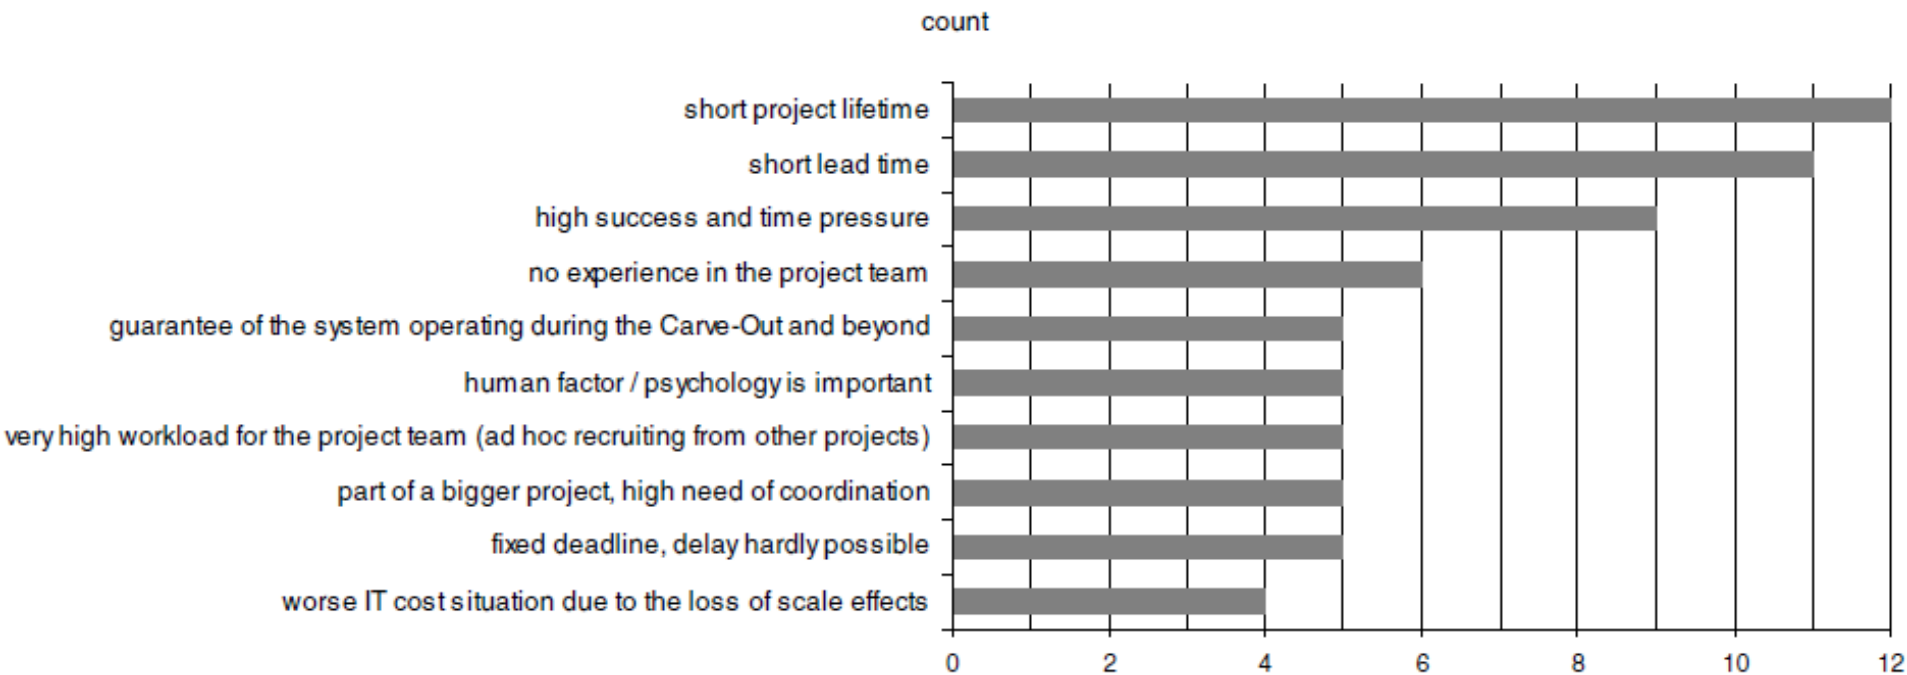 count
short project lifetime
short lead time
high success and time pressure
no experience in the project team
guarantee of the system operating during the Carve-Out and beyond
human factor / psychology is important
very high workload for the project team (ad hoc recruiting from other projects)
part of a bigger project, high need of coordination
fixed deadline, delay hardly possible
worse IT cost situation due to the loss of scale effects
0 2 4 6 8 10 12